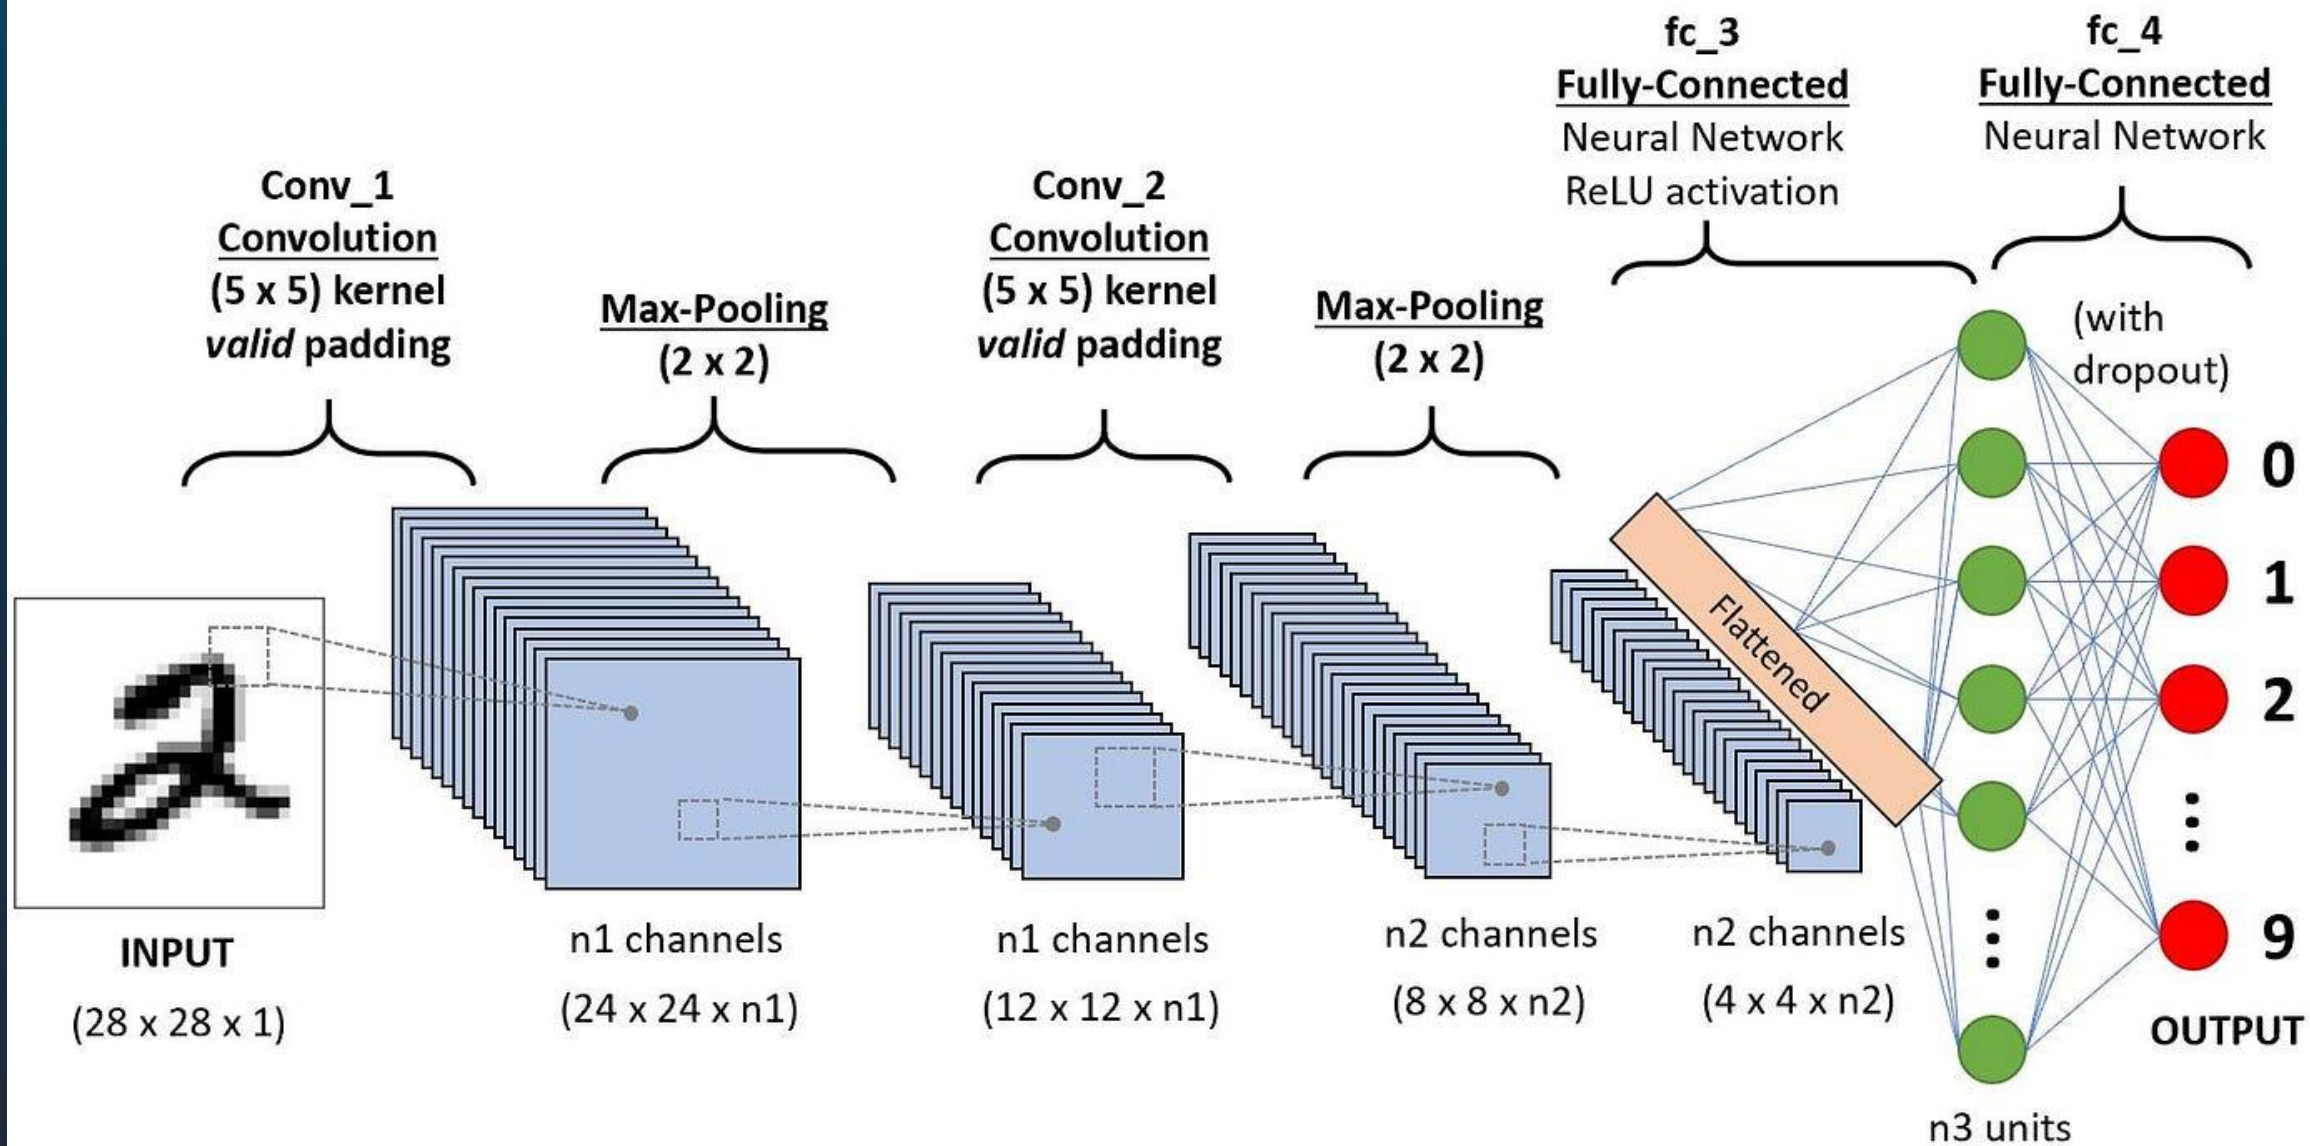 Conv_1
Convolution
(5 x 5) kernel
valid padding
Max-Pooling
(2 x 2)
Conv_2
Convolution
(5 x 5) kernel
valid padding
Max-Pooling
(2 x 2)
fc_3
Fully-Connected
Neural Network
ReLU activation
fc_4
Fully-Connected
Neural Network
(with
dropout)
Flattened
0
1
2
9
OUTPUT
INPUT
(28 x 28 x 1)
n1 channels
(24 x 24 x n1)
n1 channels
(12 x 12 x n1)
n2 channels
(8 x 8 x n2)
n2 channels
(4 x 4 x n2)
n3 units
2